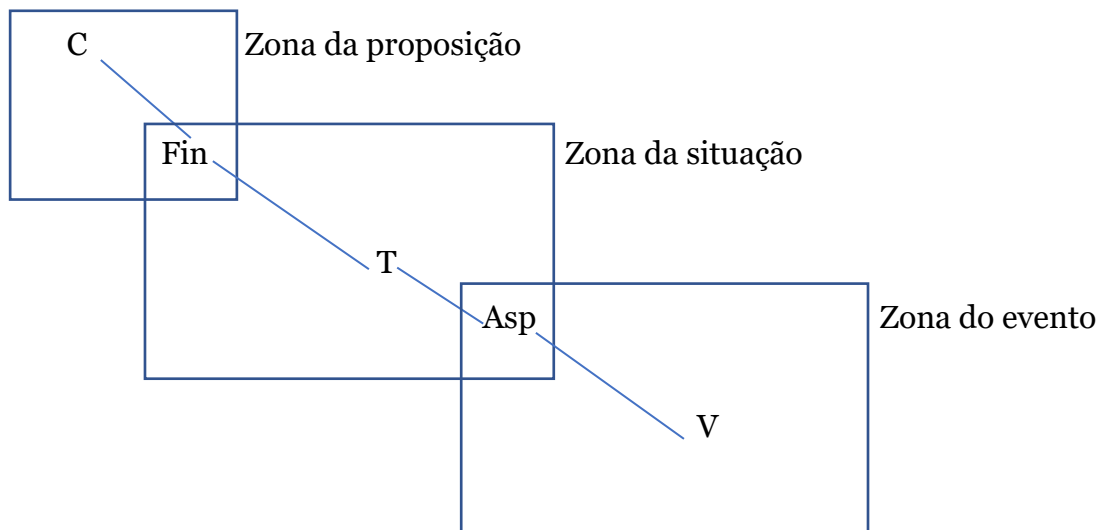 C
Zona da proposição
Fin
Zona da situação
T
Asp
Zona do evento
V